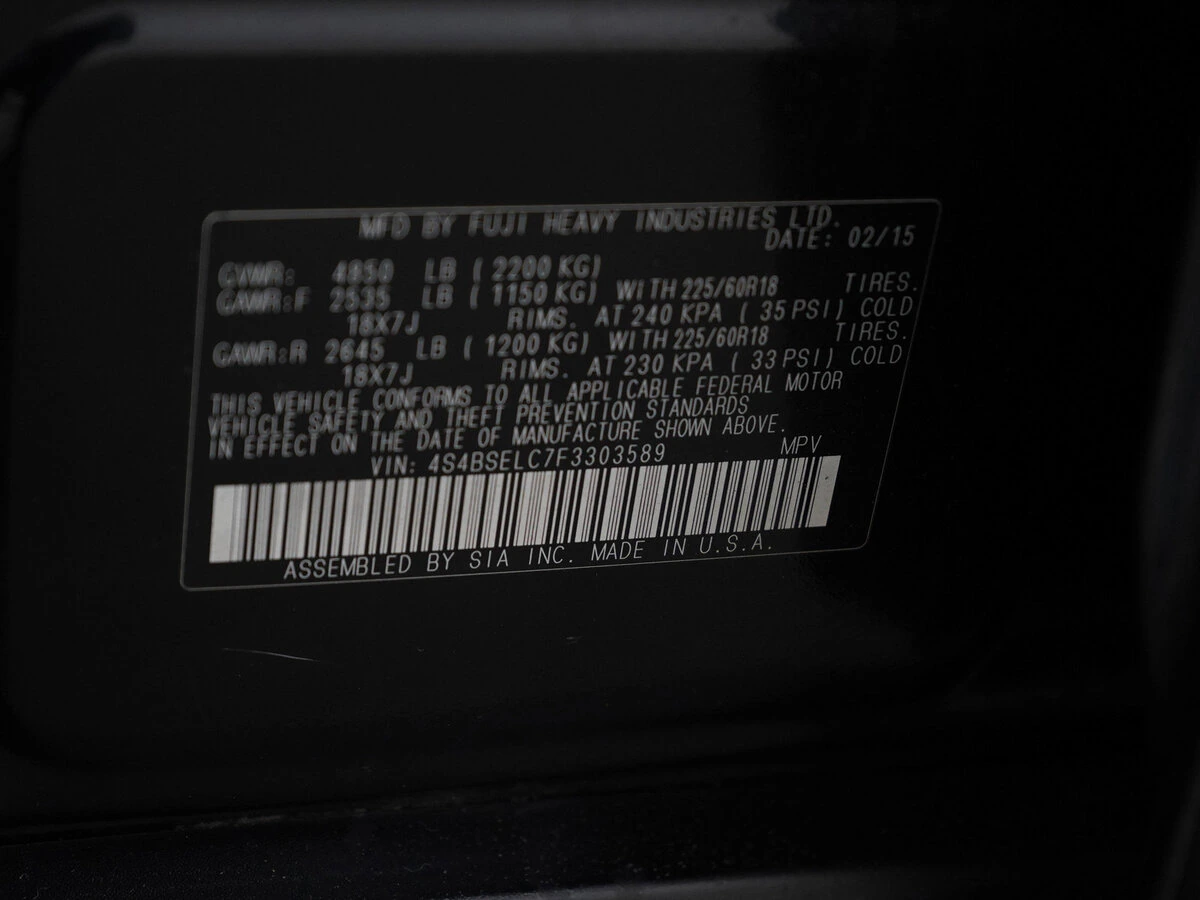 MFD BY FUJI HEAVY INDUSTRIES LTD.
DATE: 02/15
GVWR: 4850 LB ( 2200 KG)
GAWR:F 2535 LB ( 1150 KG) WITH 225/60R18 TIRES.
18X7J RIMS. AT 240 KPA ( 35 PSI) COLD
GAWR:R 2645 LB ( 1200 KG) WITH 225/60R18 TIRES.
18X7J RIMS. AT 230 KPA ( 33 PSI) COLD
THIS VEHICLE CONFORMS TO ALL APPLICABLE FEDERAL MOTOR
VEHICLE SAFETY AND THEFT PREVENTION STANDARDS
IN EFFECT ON THE DATE OF MANUFACTURE SHOWN ABOVE.
VIN: 4S4BSELC7F3303589 MPV
ASSEMBLED BY SIA INC. MADE IN U.S.A.